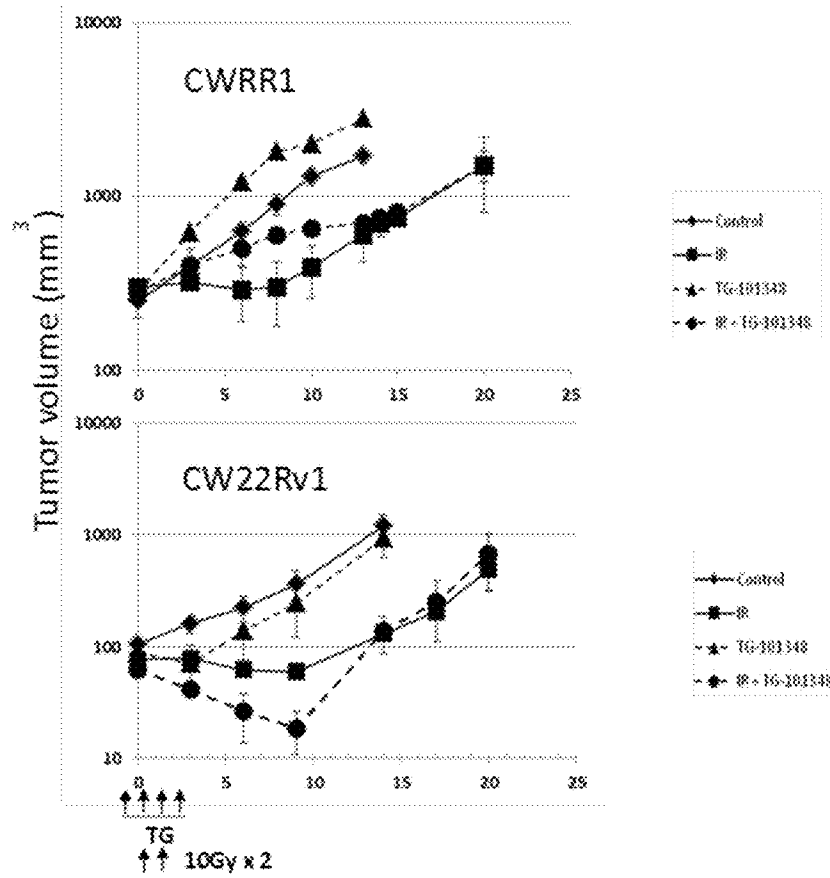 10000
CWRR1
1000
100
0 5 10 15 20 25
Tumor volume (mm3)
Control
IR
TG-101348
IR + TG-101348
10000
CW22Rv1
1000
100
10
0 5 10 15 20 25
Control
IR
TG-101348
IR + TG-101348
TG
10Gy x 2